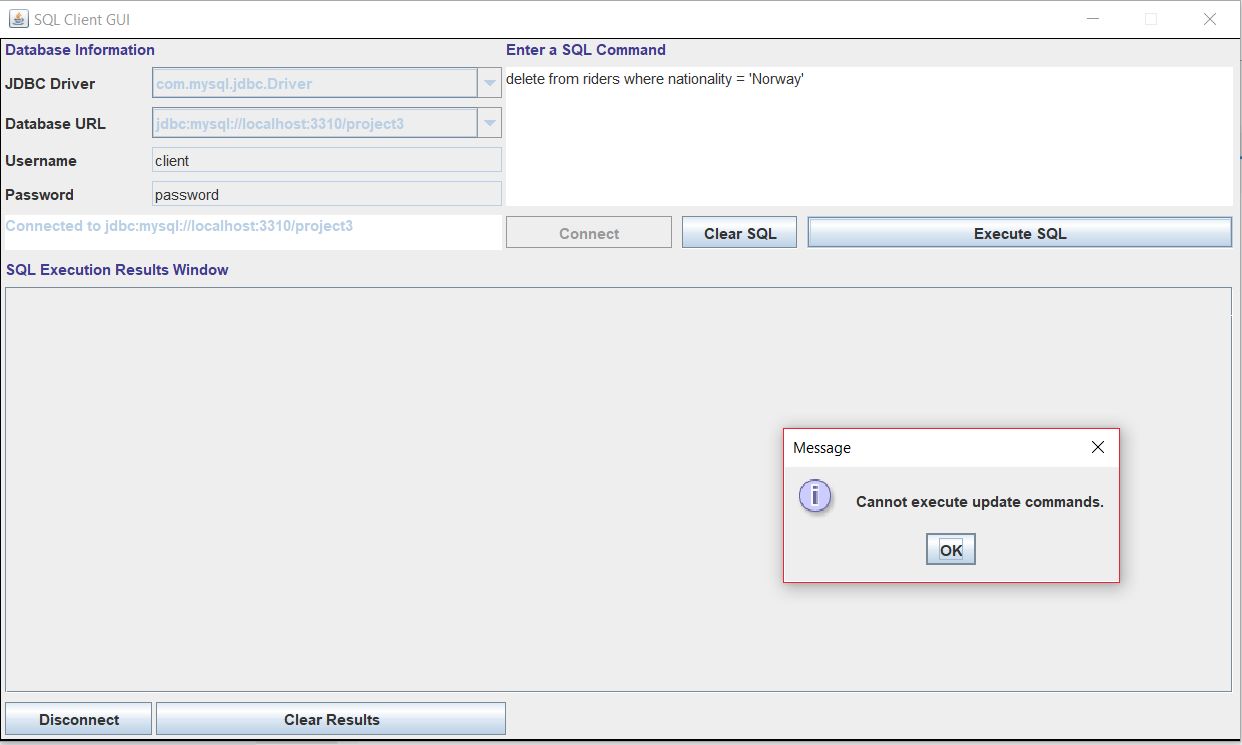 SQL Client GUI
Database Information
JDBC Driver
com.mysql.jdbc.Driver
Database URL
jdbc:mysql://localhost:3310/project3
Username
client
Password
password
Connected to jdbc:mysql://localhost:3310/project3
Enter a SQL Command
delete from riders where nationality = 'Norway'
Connect
Clear SQL
Execute SQL
SQL Execution Results Window
Message
i
Cannot execute update commands.
OK
Disconnect
Clear Results